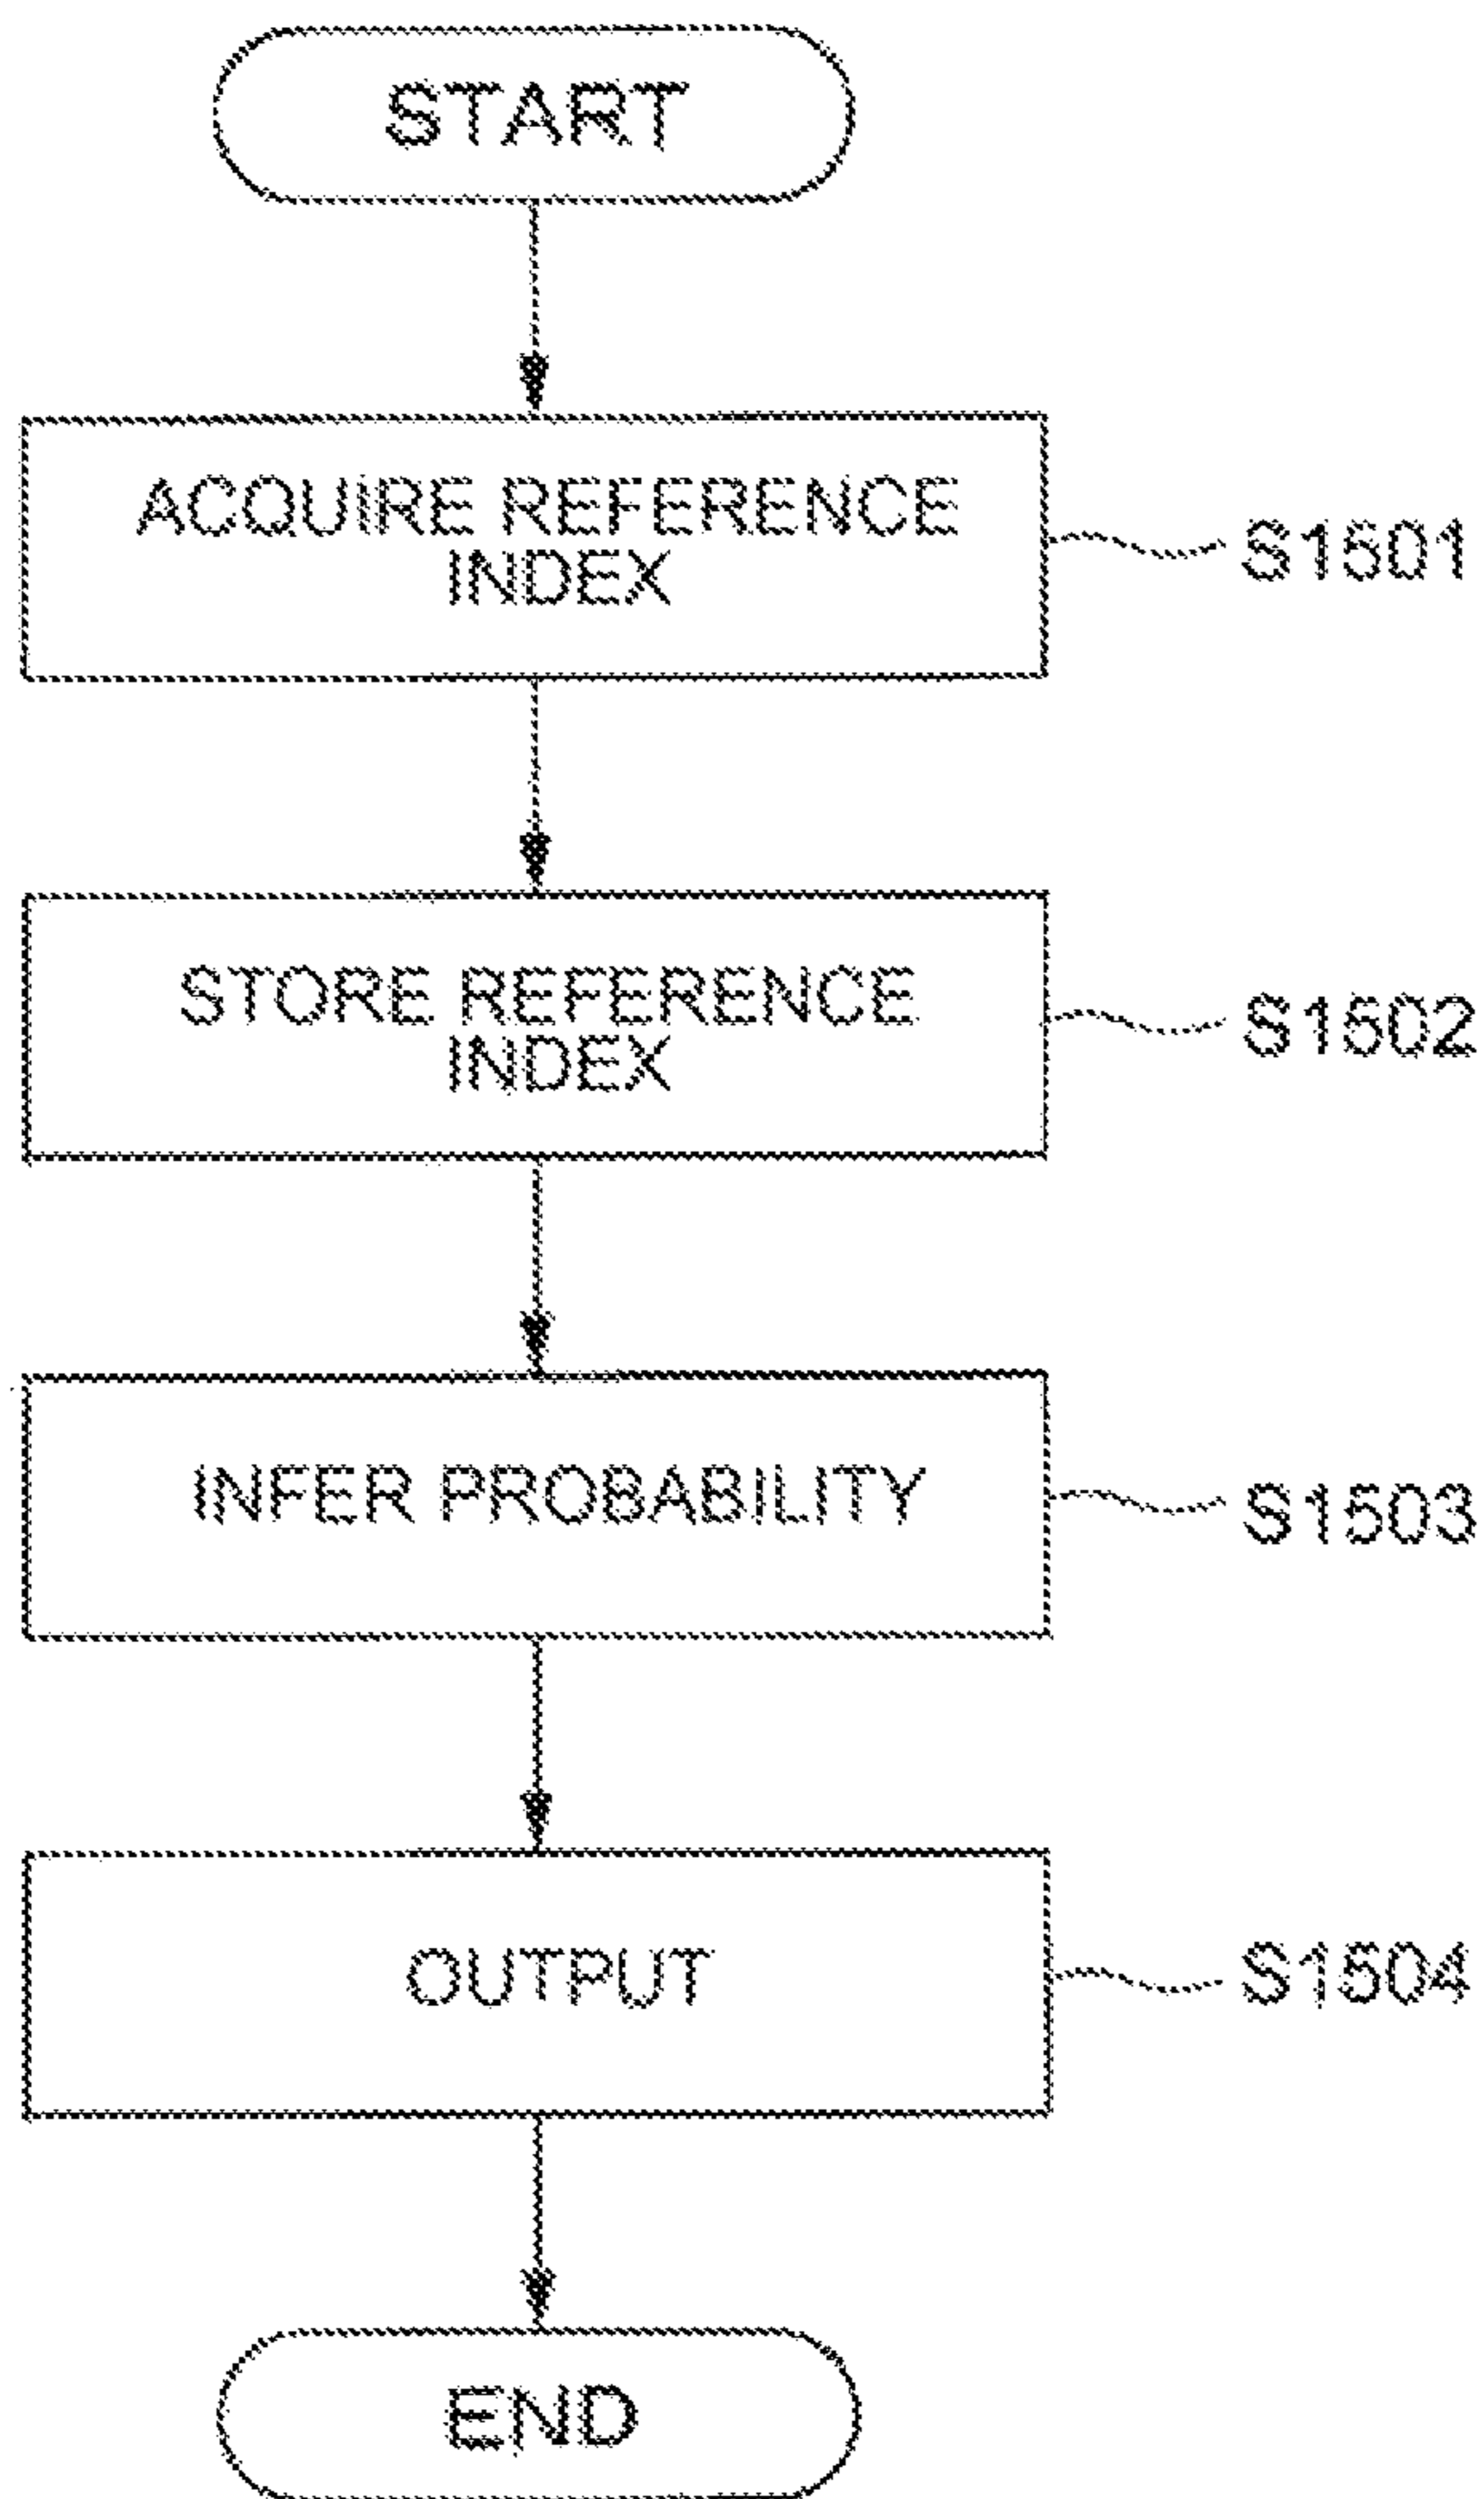 START
ACQUIRE REFERENCE
INDEX
S1501
STORE REFERENCE
INDEX
S1502
INFER PROBABILITY
S1503
OUTPUT
S1504
END